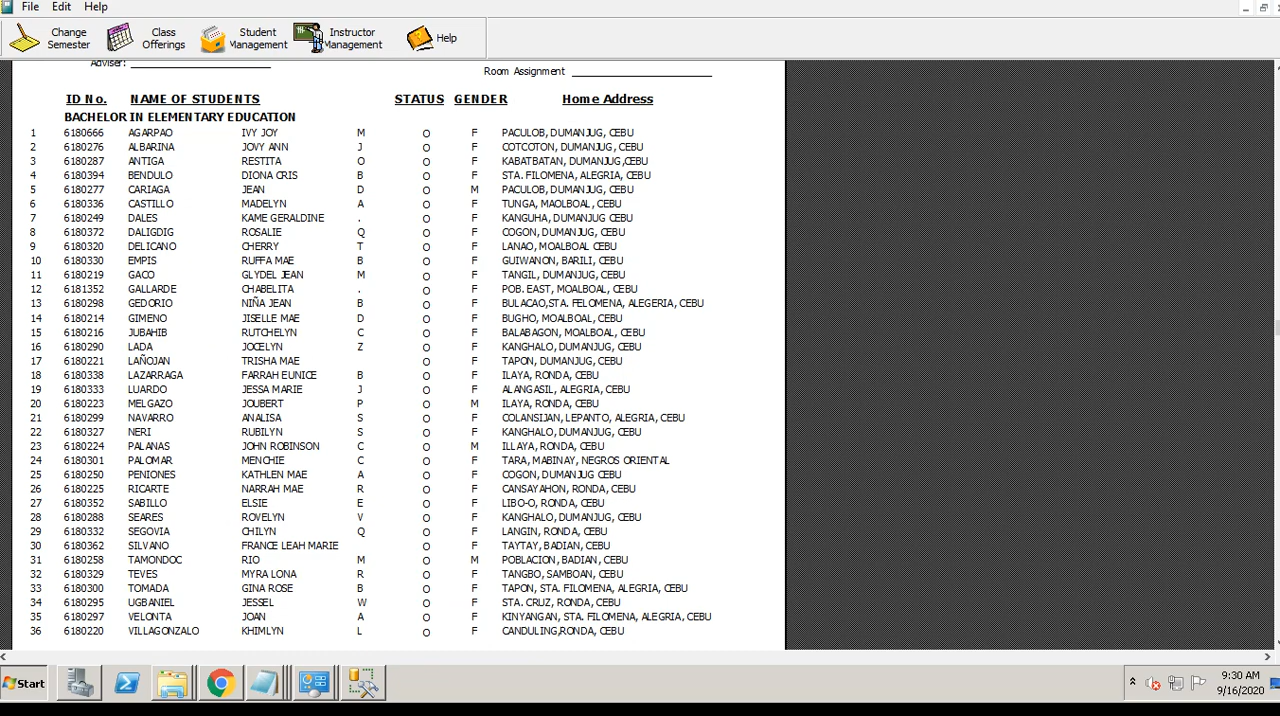 File Edit Help
Change Semester Class Offerings Student Management Instructor Management Help
Adviser:
Room Assignment
ID No. NAME OF STUDENTS STATUS GENDER Home Address
BACHELOR IN ELEMENTARY EDUCATION
1 6180666 AGARPAO IVY JOY M O F PACULOB, DUMANJUG, CEBU
2 6180276 ALBARINA JOVY ANN J O F COTCOTON, DUMANJUG, CEBU
3 6180287 ANTIGA RESTITA O O F KABATBATAN, DUMANJUG,CEBU
4 6180394 BENDULO DIONA CRIS B O F STA. FILOMENA, ALEGRIA, CEBU
5 6180277 CARIAGA JEAN D O M PACULOB, DUMANJUG, CEBU
6 6180336 CASTILLO MADELYN A O F TUNGA, MAOLBOAL, CEBU
7 6180249 DALES KAME GERALDINE . O F KANGUHA, DUMANJUG CEBU
8 6180372 DALIGDIG ROSALIE Q O F COGON, DUMANJUG, CEBU
9 6180320 DELICANO CHERRY T O F LANAO, MOALBOAL CEBU
10 6180330 EMPIS RUFFA MAE B O F GUIWANON, BARILI, CEBU
11 6180219 GACO GLYDEL JEAN M O F TANGIL, DUMANJUG, CEBU
12 6181352 GALLARDE CHABELITA . O F POB. EAST, MOALBOAL, CEBU
13 6180298 GEDORIO NIÑA JEAN B O F BULACAO,STA. FELOMENA, ALEGERIA, CEBU
14 6180214 GIMENO JISELLE MAE D O F BUGHO, MOALBOAL, CEBU
15 6180216 JUBAHIB RUTCHELYN C O F BALABAGON, MOALBOAL, CEBU
16 6180290 LADA JOCELYN Z O F KANGHALO, DUMANJUG, CEBU
17 6180221 LAÑOJAN TRISHA MAE O F TAPON, DUMANJUG, CEBU
18 6180338 LAZARRAGA FARRAH EUNICE B O F ILAYA, RONDA, CEBU
19 6180333 LUARDO JESSA MARIE J O F ALANGASIL, ALEGRIA, CEBU
20 6180223 MELGAZO JOUBERT P O M ILAYA, RONDA, CEBU
21 6180299 NAVARRO ANALISA S O F COLANSIJAN, LEPANTO, ALEGRIA, CEBU
22 6180327 NERI RUBILYN S O F KANGHALO, DUMANJUG, CEBU
23 6180224 PALANAS JOHN ROBINSON C O M ILLAYA, RONDA, CEBU
24 6180301 PALOMAR MENCHIE C O F TARA, MABINAY, NEGROS ORIENTAL
25 6180250 PENIONES KATHLEN MAE A O F COGON, DUMANJUG CEBU
26 6180225 RICARTE NARRAH MAE R O F CANSAYAHON, RONDA, CEBU
27 6180352 SABILLO ELSIE E O F LIBO-O, RONDA, CEBU
28 6180288 SEARES ROVELYN V O F KANGHALO, DUMANJUG, CEBU
29 6180332 SEGOVIA CHILYN Q O F LANGIN, RONDA, CEBU
30 6180362 SILVANO FRANCE LEAH MARIE O F TAYTAY, BADIAN, CEBU
31 6180258 TAMONDOC RIO M O M POBLACION, BADIAN, CEBU
32 6180329 TEVES MYRA LONA R O F TANGBO, SAMBOAN, CEBU
33 6180300 TOMADA GINA ROSE B O F TAPON, STA. FILOMENA, ALEGRIA, CEBU
34 6180295 UGBANIEL JESSEL W O F STA. CRUZ, RONDA, CEBU
35 6180297 VELONTA JOAN A O F KINYANGAN, STA. FILOMENA, ALEGRIA, CEBU
36 6180220 VILLAGONZALO KHIMLYN L O F CANDULING,RONDA, CEBU
Start 9:30 AM
9/16/2020